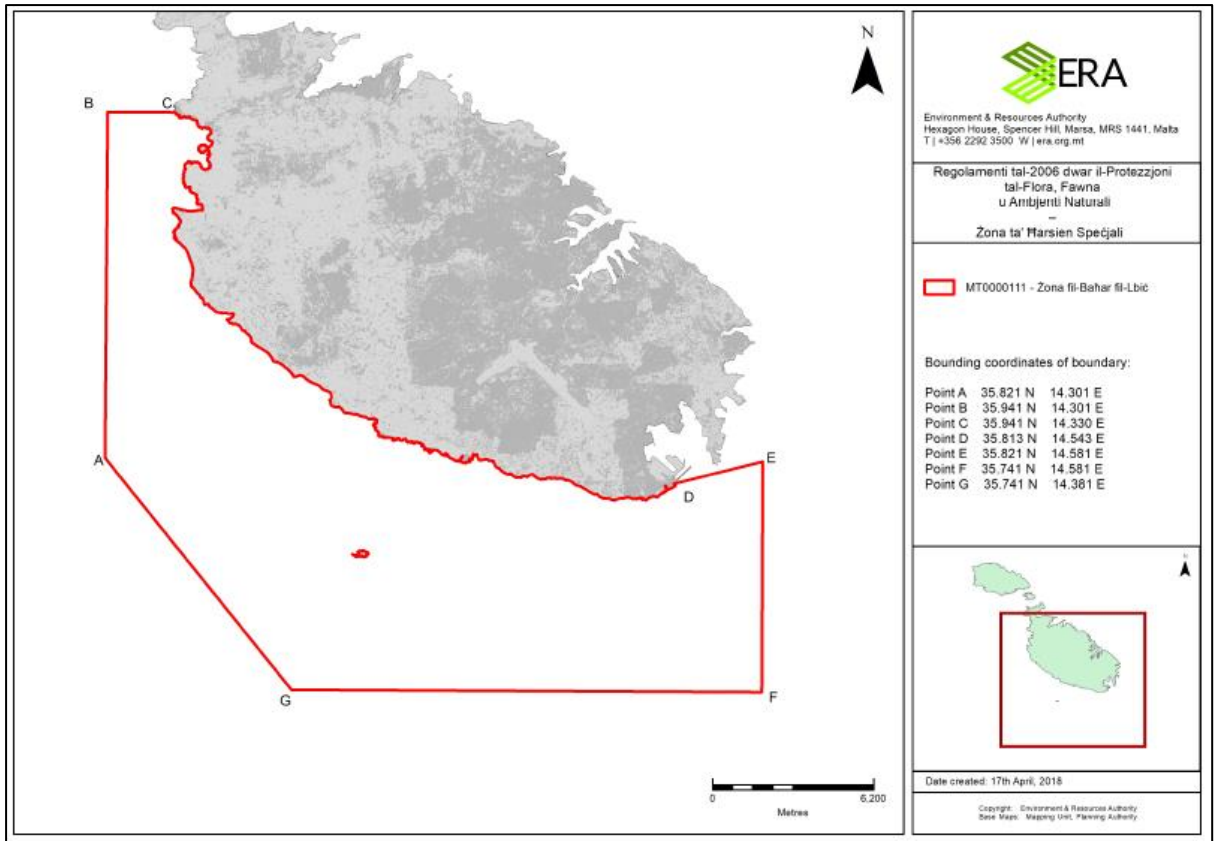 B
C
A
D
E
F
G
N
0
6,200
Metres
ERA
Environment & Resources Authority
Hexagon House, Spencer Hill, Marsa, MRS 1441, Malta
T | +356 2292 3500 W | era.org.mt
Regolamenti tal-2006 dwar il-Protezzjoni
tal-Flora, Fawna
u Ambjenti Naturali
–
Żona ta' Ħarsien Speċjali
MT0000111 - Żona fil-Baħar fil-Lbiċ
Bounding coordinates of boundary:
Point A 35.821 N 14.301 E
Point B 35.941 N 14.301 E
Point C 35.941 N 14.330 E
Point D 35.813 N 14.543 E
Point E 35.821 N 14.581 E
Point F 35.741 N 14.581 E
Point G 35.741 N 14.381 E
N
Date created: 17th April, 2018
Copyright: Environment & Resources Authority
Base Maps: Mapping Unit, Planning Authority